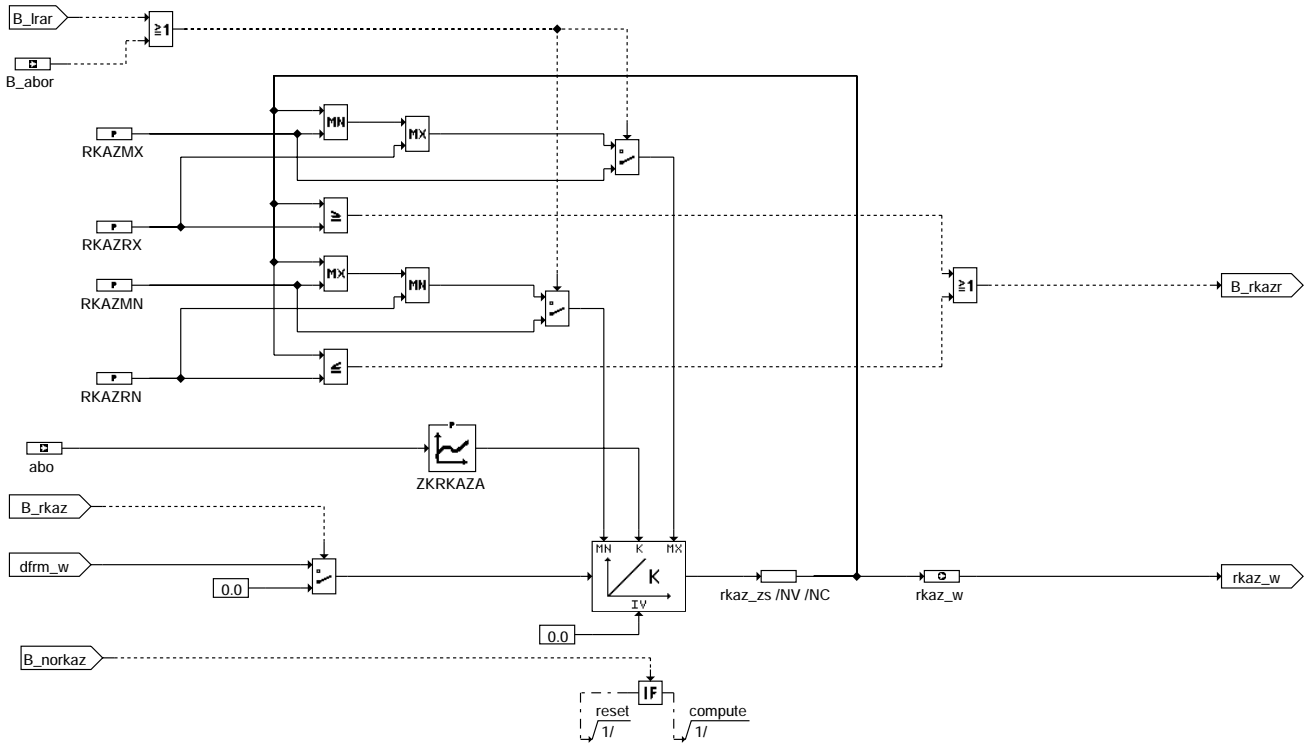 B_lrar
≥1
B_abor
MN
MX
P
RKAZMX
≥
P
RKAZRX
MX
MN
P
RKAZMN
≥1
B_rkazr
≤
P
RKAZRN
P
abo
ZKRKAZA
B_rkaz
MN K MX
dfrm_w
K
0.0
rkaz_zs /NV /NC
rkaz_w
rkaz_w
IV
0.0
B_norkaz
IF
reset
compute
1/
1/